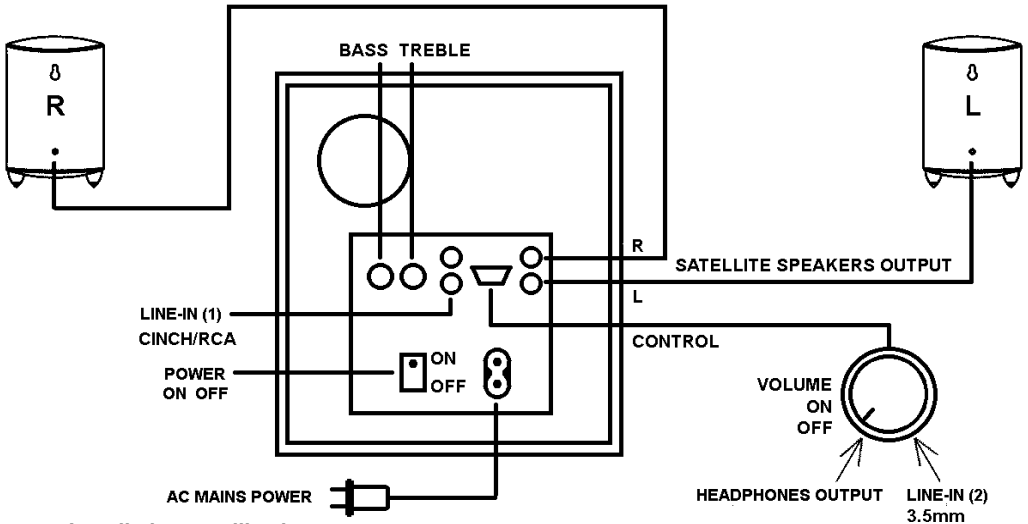 BASS TREBLE
R
L
R
SATELLITE SPEAKERS OUTPUT
L
LINE-IN (1)
CINCH/RCA
CONTROL
ON
OFF
POWER
ON OFF
VOLUME
ON
OFF
AC MAINS POWER
HEADPHONES OUTPUT
LINE-IN (2)
3.5mm